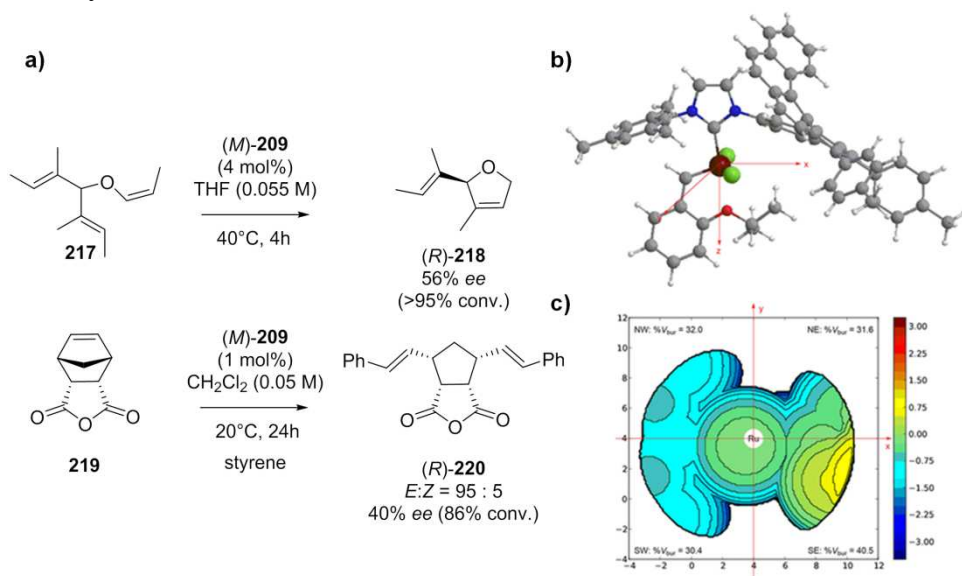 a)
(M)-209
(4 mol%)
THF (0.055 M)
40°C, 4h
O
217
O
(R)-218
56% ee
(>95% conv.)
(M)-209
(1 mol%)
CH2Cl2 (0.05 M)
20°C, 24h
styrene
O O O
219
Ph Ph
O O O
(R)-220
E:Z = 95 : 5
40% ee (86% conv.)
b)
x
z
c)
y
NW: %Vbur = 32.0 NE: %Vbur = 31.6
Ru
x
SW: %Vbur = 30.4 SE: %Vbur = 40.5
12
10
8
6
4
2
0
−2
−4
−4 −2 0 2 4 6 8 10 12
3.00
2.25
1.50
0.75
0.00
−0.75
−1.50
−2.25
−3.00